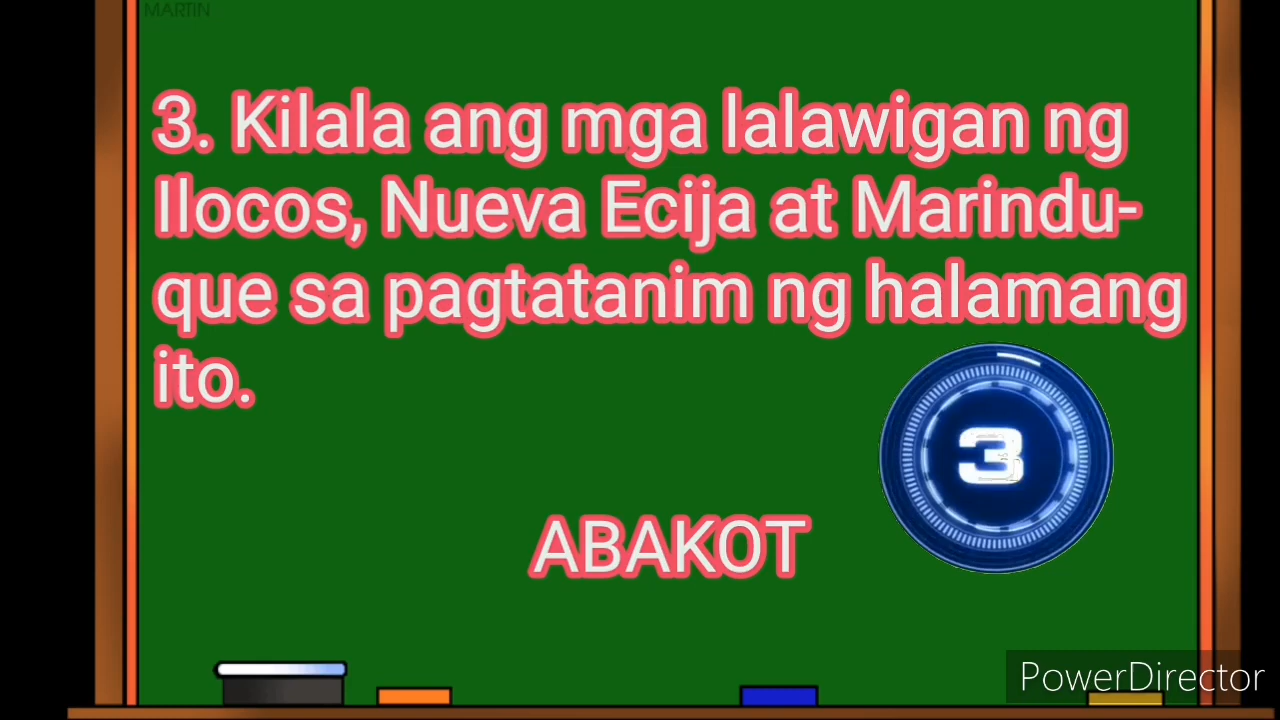 MARTIN
3. Kilala ang mga lalawigan ng
Ilocos, Nueva Ecija at Marindu-
que sa pagtatanim ng halamang
ito.
3
ABAKOT
PowerDirector